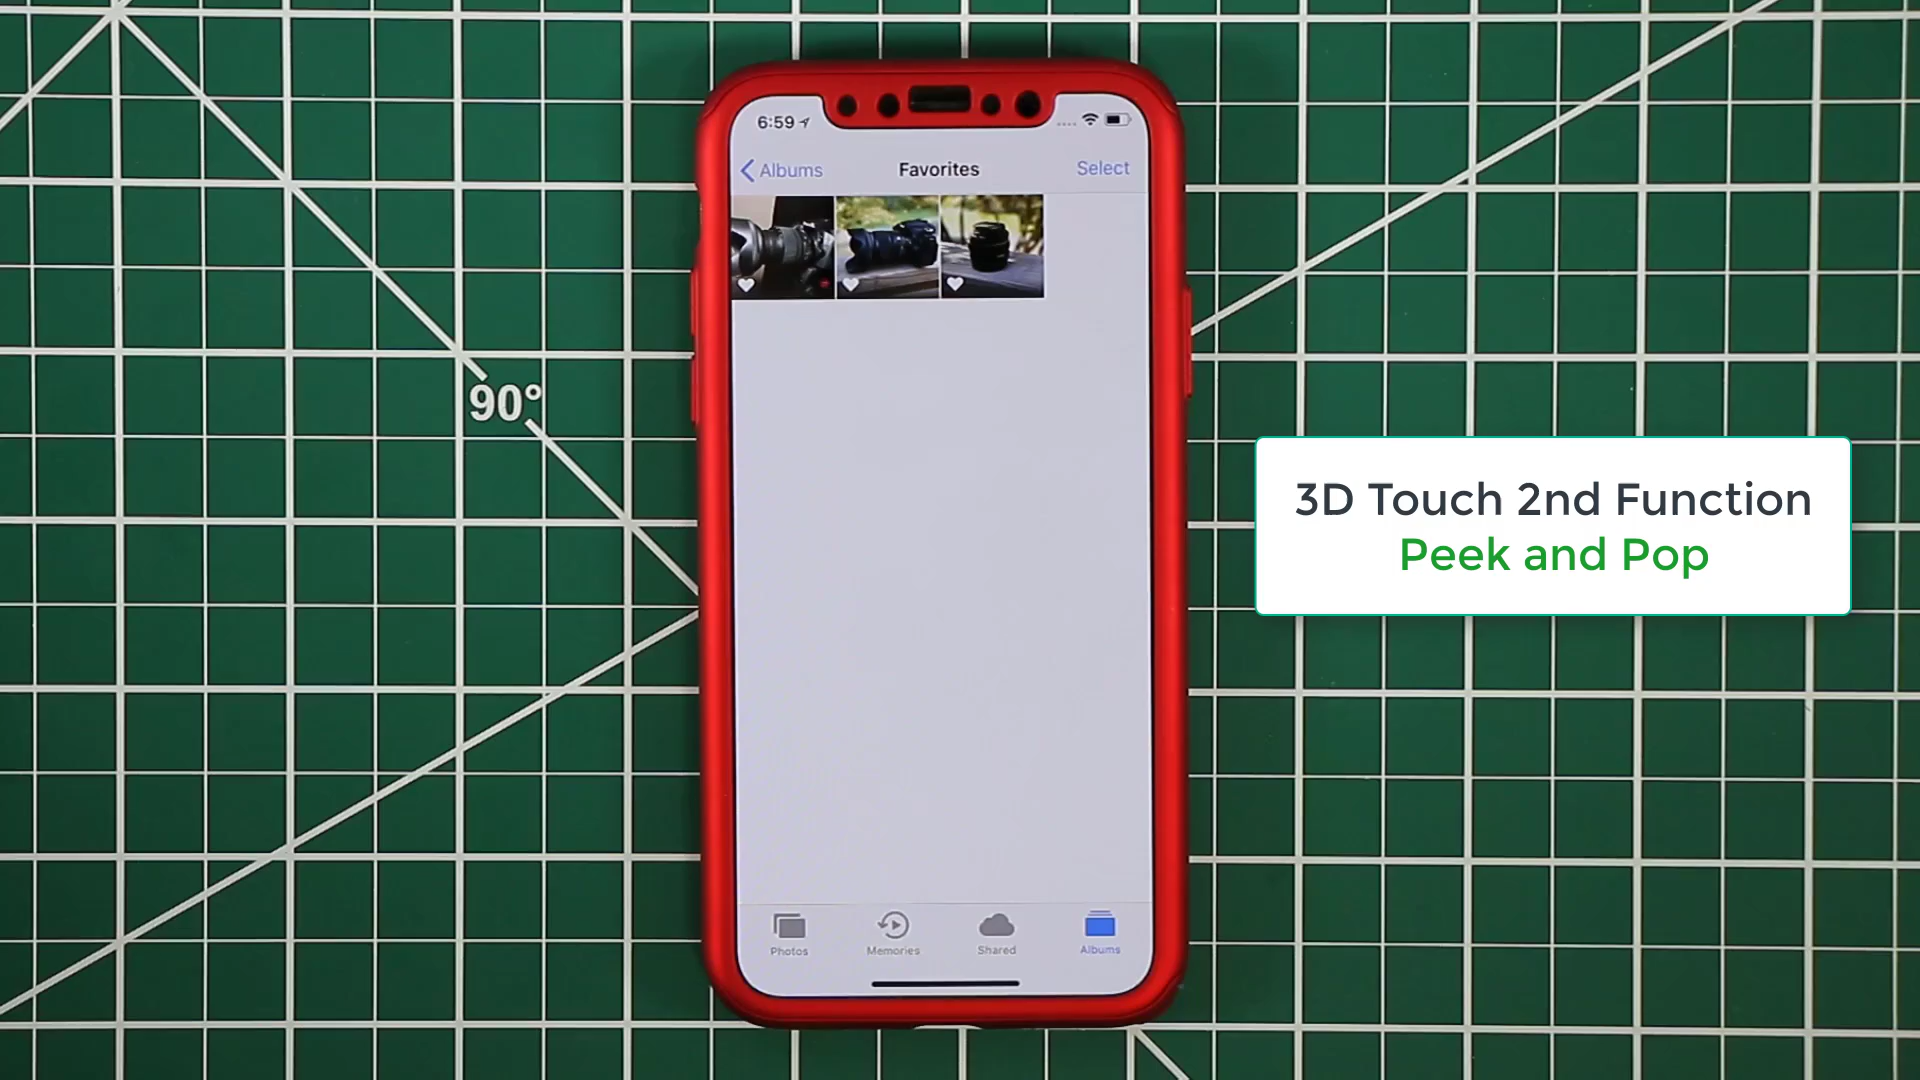 6:59
Albums
Favorites
Select
90°
3D Touch 2nd Function
Peek and Pop
Photos
Memories
Shared
Albums